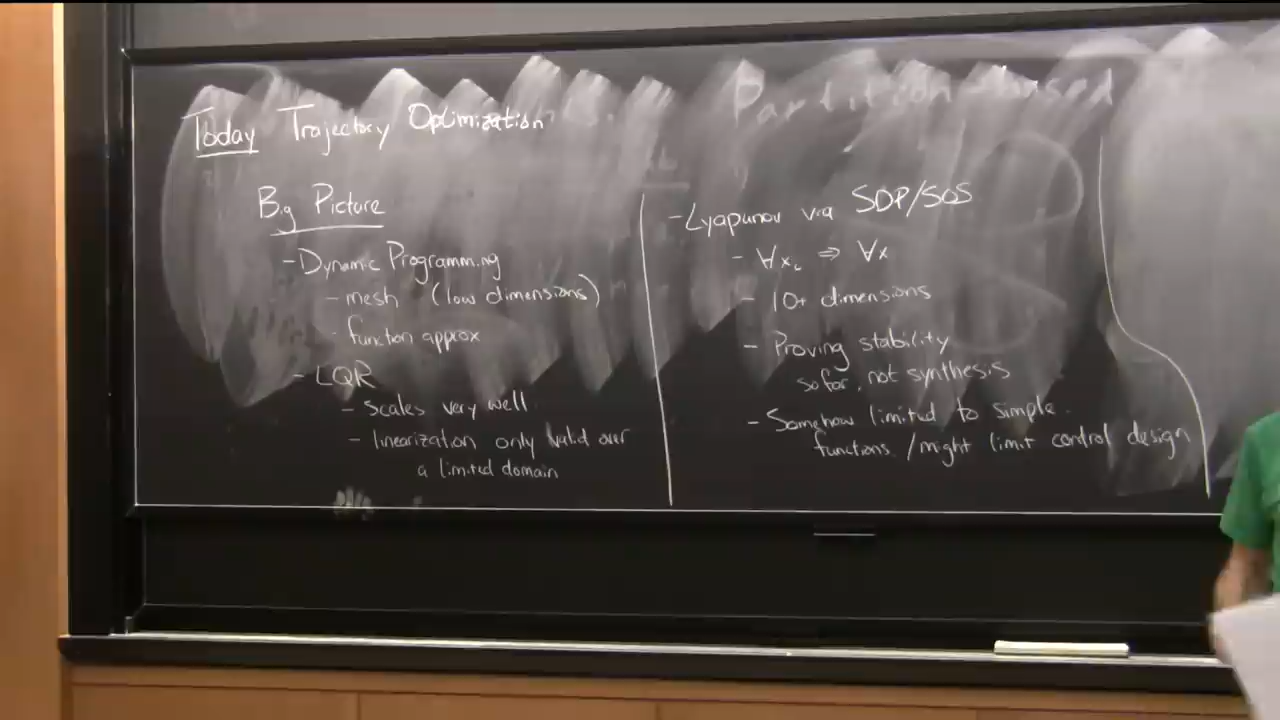 Today Trajectory Optimization
Big Picture
- Dynamic Programming
- mesh (low dimensions)
- function approx
- LQR
- scales very well
- linearization only valid over
a limited domain
Partition-based
- Lyapunov via SDP/SOS
- ∀x₀ ⇒ ∀x
- 10+ dimensions
- Proving stability
so far, not synthesis
- Somehow limited to simple
functions / might limit control design